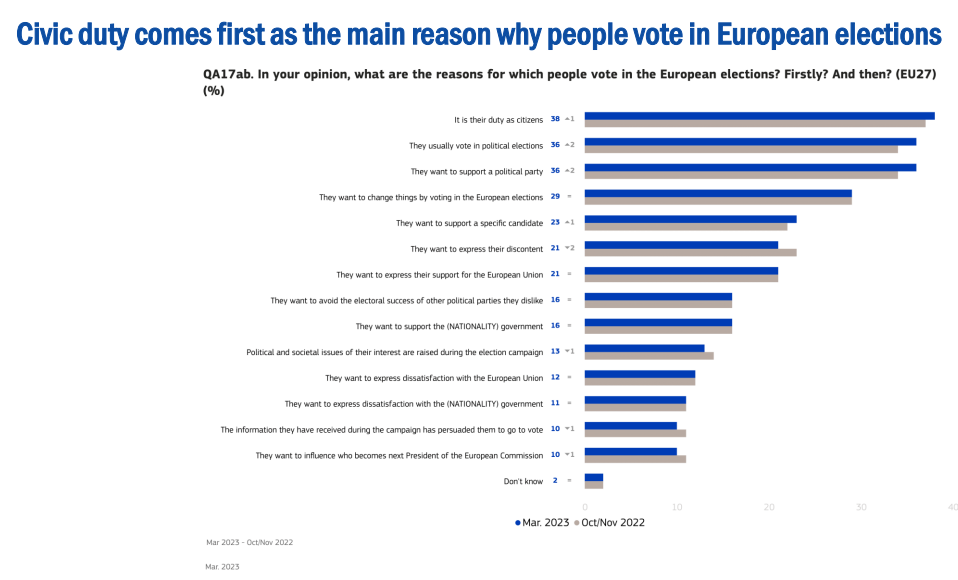 Civic duty comes first as the main reason why people vote in European elections
QA17ab. In your opinion, what are the reasons for which people vote in the European elections? Firstly? And then? (EU27)
(%)
It is their duty as citizens 38 ▲1
They usually vote in political elections 36 ▲2
They want to support a political party 36 ▲2
They want to change things by voting in the European elections 29 =
They want to support a specific candidate 23 ▲1
They want to express their discontent 21 ▼2
They want to express their support for the European Union 21 =
They want to avoid the electoral success of other political parties they dislike 16 =
They want to support the (NATIONALITY) government 16 =
Political and societal issues of their interest are raised during the election campaign 13 ▼1
They want to express dissatisfaction with the European Union 12 =
They want to express dissatisfaction with the (NATIONALITY) government 11 =
The information they have received during the campaign has persuaded them to go to vote 10 ▼1
They want to influence who becomes next President of the European Commission 10 ▼1
Don't know 2 =
0 10 20 30 40
Mar. 2023 Oct/Nov 2022
Mar 2023 - Oct/Nov 2022
Mar. 2023